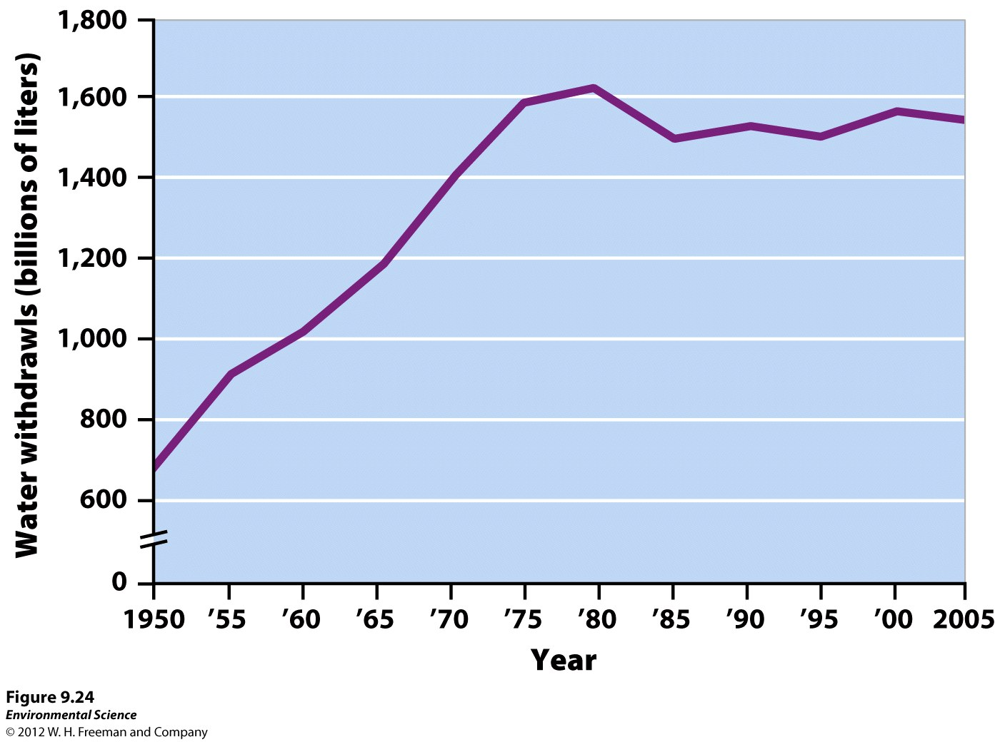 Water withdrawls (billions of liters)
1,800
1,600
1,400
1,200
1,000
800
600
0
1950 ’55 ’60 ’65 ’70 ’75 ’80 ’85 ’90 ’95 ’00 2005
Year
Figure 9.24
Environmental Science
© 2012 W. H. Freeman and Company